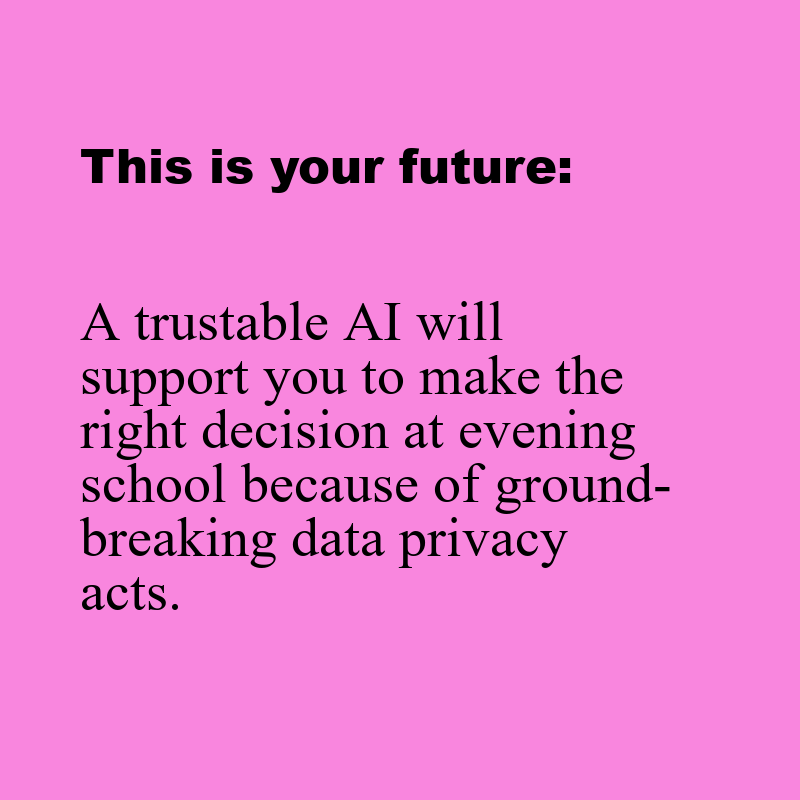 This is your future:
A trustable AI will
support you to make the
right decision at evening
school because of ground-
breaking data privacy
acts.